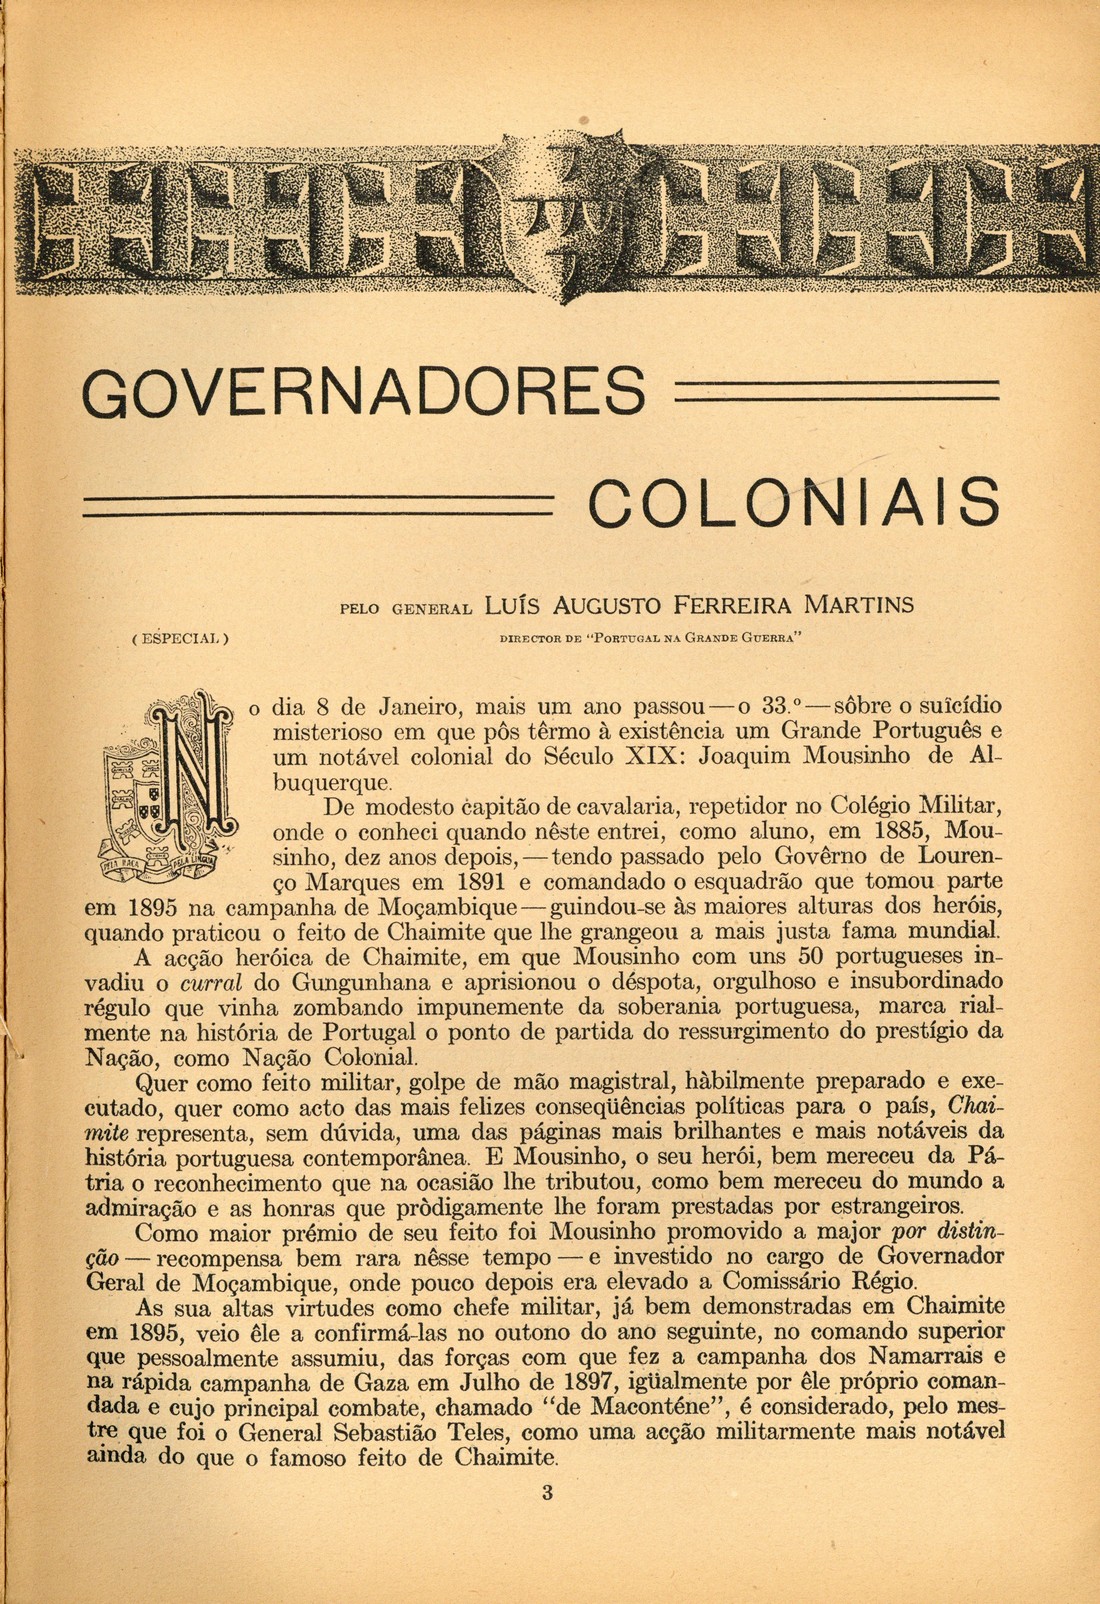 GOVERNADORES
COLONIAIS
PELO GENERAL LUÍS AUGUSTO FERREIRA MARTINS
(ESPECIAL)
DIRECTOR DE "PORTUGAL NA GRANDE GUERRA"
No dia 8 de Janeiro, mais um ano passou—o 33.º—sôbre o suïcídio
misterioso em que pôs têrmo à existência um Grande Português e
um notável colonial do Século XIX: Joaquim Mousinho de Al-
buquerque.
De modesto capitão de cavalaria, repetidor no Colégio Militar,
onde o conheci quando nêste entrei, como aluno, em 1885, Mou-
sinho, dez anos depois,—tendo passado pelo Govêrno de Louren-
PELA RAÇA PELA LINGUA
ço Marques em 1891 e comandado o esquadrão que tomou parte
em 1895 na campanha de Moçambique—guindou-se às maiores alturas dos heróis,
quando praticou o feito de Chaimite que lhe grangeou a mais justa fama mundial.
A acção heróica de Chaimite, em que Mousinho com uns 50 portugueses in-
vadiu o curral do Gungunhana e aprisionou o déspota, orgulhoso e insubordinado
régulo que vinha zombando impunemente da soberania portuguesa, marca rial-
mente na história de Portugal o ponto de partida do ressurgimento do prestígio da
Nação, como Nação Colonial.
Quer como feito militar, golpe de mão magistral, hàbilmente preparado e exe-
cutado, quer como acto das mais felizes conseqüências políticas para o país, Chai-
mite representa, sem dúvida, uma das páginas mais brilhantes e mais notáveis da
história portuguesa contemporânea. E Mousinho, o seu herói, bem mereceu da Pá-
tria o reconhecimento que na ocasião lhe tributou, como bem mereceu do mundo a
admiração e as honras que pròdigamente lhe foram prestadas por estrangeiros.
Como maior prémio de seu feito foi Mousinho promovido a major por distin-
ção — recompensa bem rara nêsse tempo — e investido no cargo de Governador
Geral de Moçambique, onde pouco depois era elevado a Comissário Régio.
As sua altas virtudes como chefe militar, já bem demonstradas em Chaimite
em 1895, veio êle a confirmá-las no outono do ano seguinte, no comando superior
que pessoalmente assumiu, das forças com que fez a campanha dos Namarrais e
na rápida campanha de Gaza em Julho de 1897, igüalmente por êle próprio coman-
dada e cujo principal combate, chamado "de Maconténe", é considerado, pelo mes-
tre que foi o General Sebastião Teles, como uma acção militarmente mais notável
ainda do que o famoso feito de Chaimite.
3